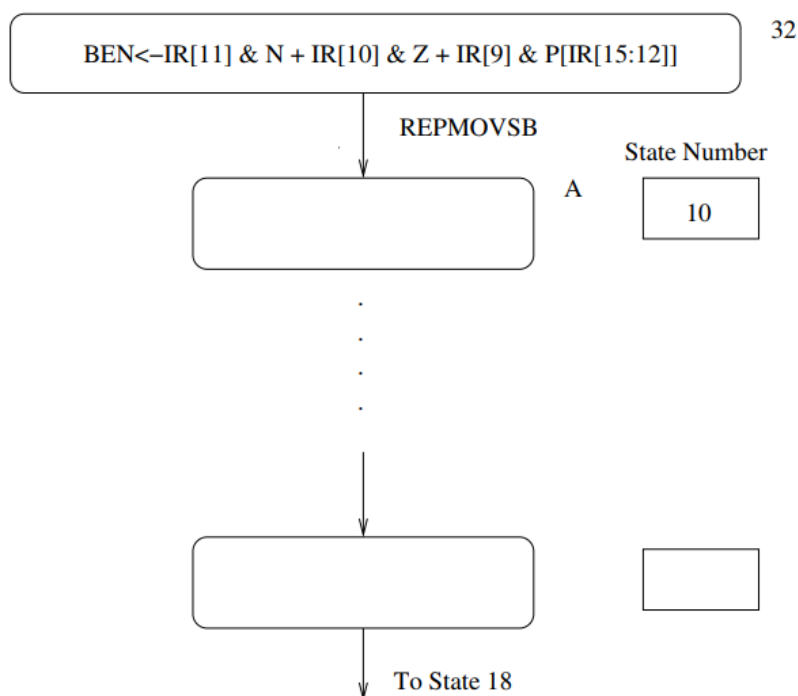 BEN<−IR[11] & N + IR[10] & Z + IR[9] & P[IR[15:12]]
32
REPMOVSB
State Number
A
10
To State 18